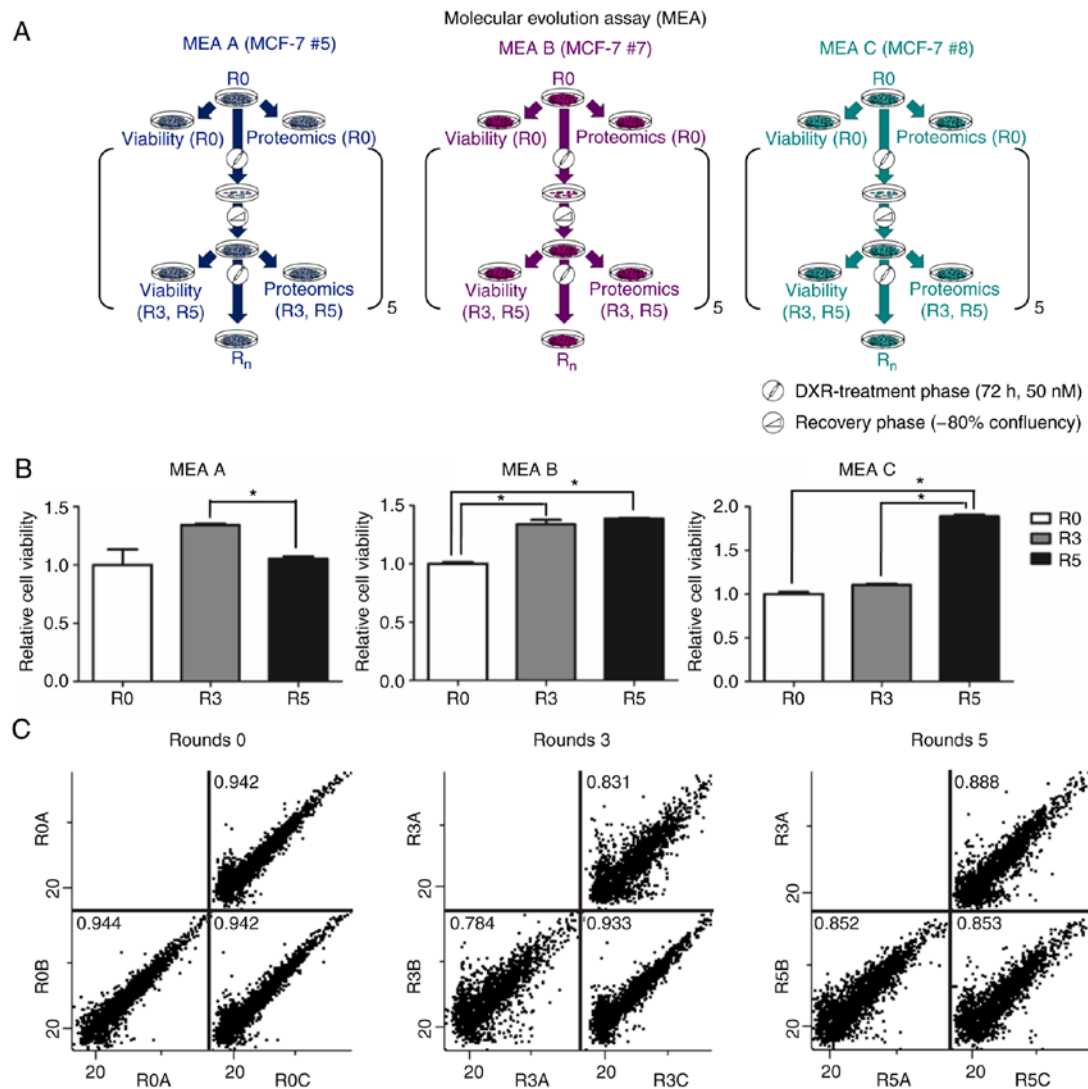 A
Molecular evolution assay (MEA)
MEA A (MCF-7 #5)
MEA B (MCF-7 #7)
MEA C (MCF-7 #8)
R0
R0
R0
Viability (R0)
Proteomics (R0)
Viability (R0)
Proteomics (R0)
Viability (R0)
Proteomics (R0)
Viability
(R3, R5)
Proteomics
(R3, R5)
5
Viability
(R3, R5)
Proteomics
(R3, R5)
5
Viability
(R3, R5)
Proteomics
(R3, R5)
5
Rn
Rn
Rn
DXR-treatment phase (72 h, 50 nM)
Recovery phase (−80% confluency)
B
MEA A
Relative cell viability
1.5
1.0
0.5
0.0
*
R0
R3
R5
MEA B
Relative cell viability
1.5
1.0
0.5
0.0
*
*
R0
R3
R5
MEA C
Relative cell viability
2.0
1.5
1.0
0.5
0.0
*
*
R0
R3
R5
R0
R3
R5
C
Rounds 0
R0A
20
0.942
R0B
20
0.944
0.942
20
20
R0A
R0C
Rounds 3
R3A
20
0.831
R3B
20
0.784
0.933
20
20
R3A
R3C
Rounds 5
R3A
20
0.888
R5B
20
0.852
0.853
20
20
R5A
R5C